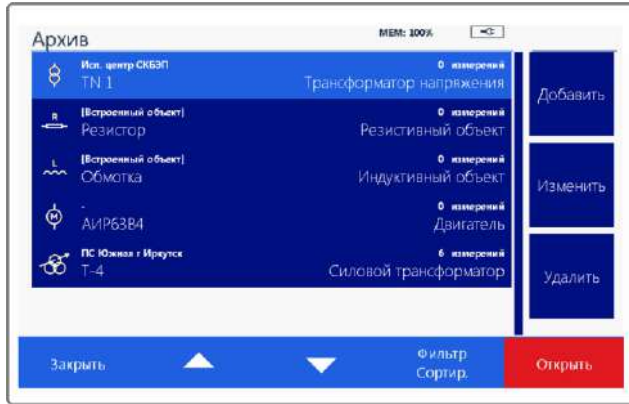 Архив
MEM: 100%
Исп. центр СКБЭП
0 измерений
TN 1
Трансформатор напряжения
R
[Встроенный объект]
0 измерений
Резистор
Резистивный объект
L
[Встроенный объект]
0 измерений
Обмотка
Индуктивный объект
-
0 измерений
M
АИР63В4
Двигатель
ПС Южная г Иркутск
6 измерений
Т-4
Силовой трансформатор
Добавить
Изменить
Удалить
Закрыть
Фильтр
Сортир.
Открыть